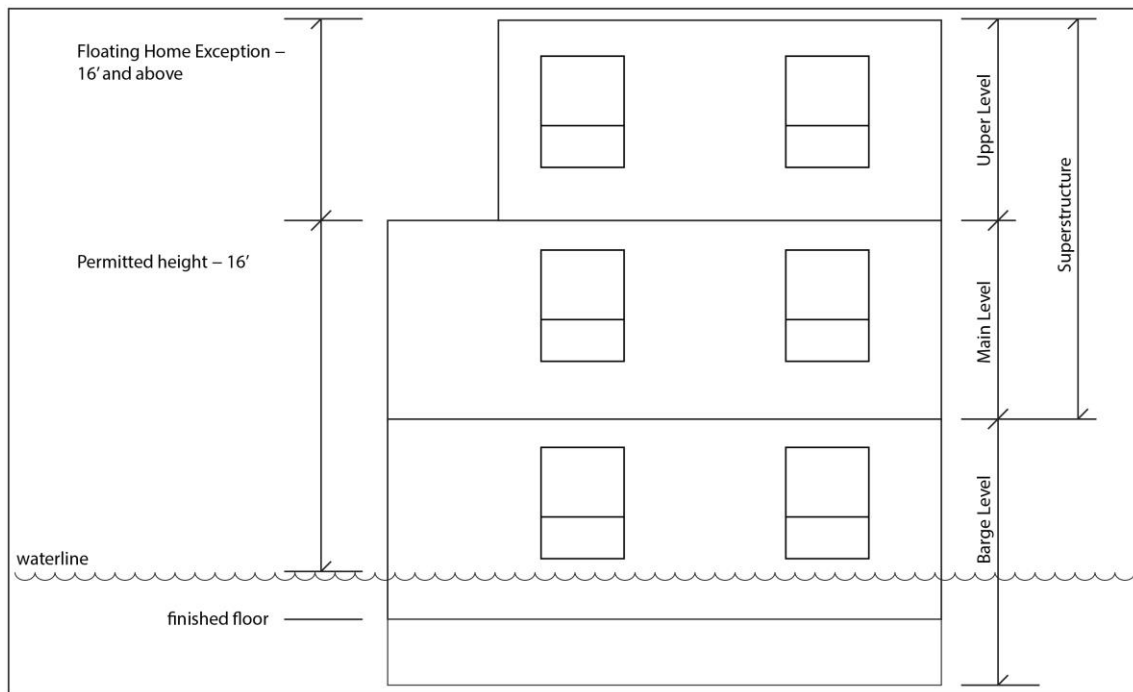 Floating Home Exception –
16’ and above
Upper Level
Superstructure
Permitted height – 16’
Main Level
Barge Level
waterline
finished floor